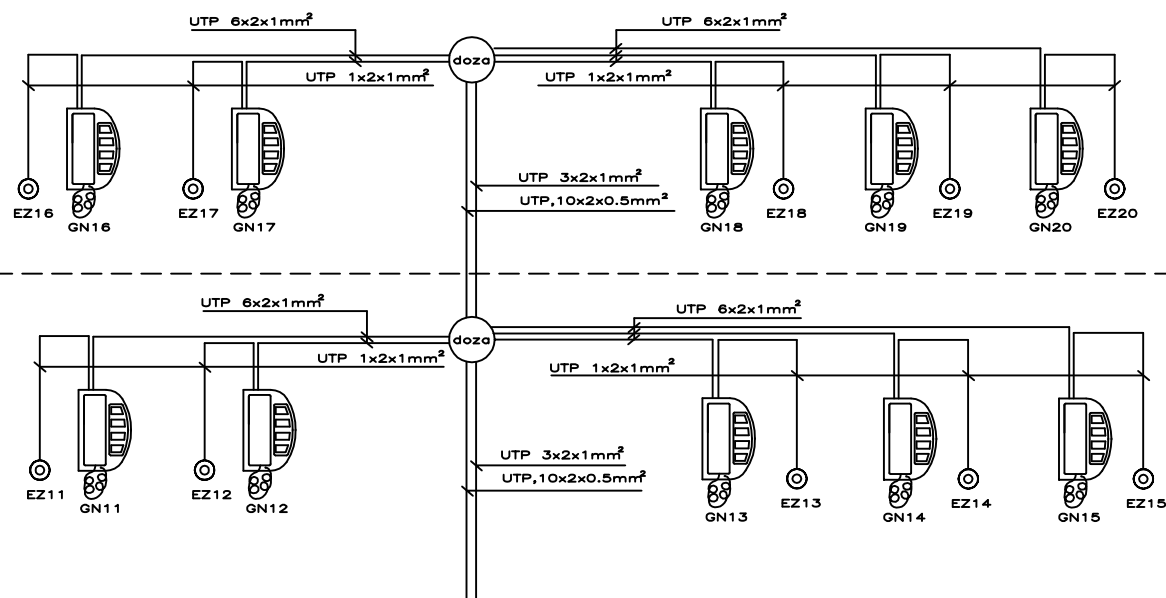 UTP 6x2x1mm²
UTP 6x2x1mm²
doza
UTP 1x2x1mm²
UTP 1x2x1mm²
UTP 3x2x1mm²
UTP,10x2x0.5mm²
EZ16
GN16
EZ17
GN17
GN18
EZ18
GN19
EZ19
GN20
EZ20
UTP 6x2x1mm²
UTP 6x2x1mm²
doza
UTP 1x2x1mm²
UTP 1x2x1mm²
UTP 3x2x1mm²
UTP,10x2x0.5mm²
EZ11
GN11
EZ12
GN12
GN13
EZ13
GN14
EZ14
GN15
EZ15